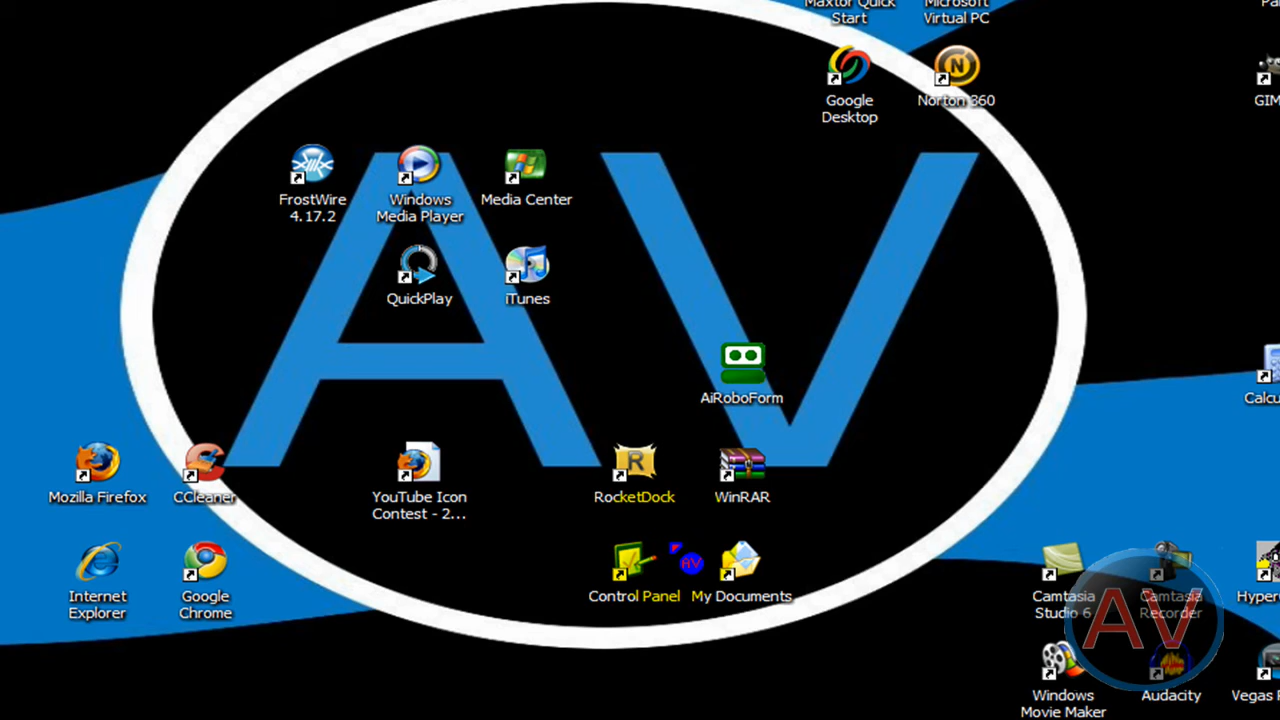 Maxtor Quick
Start
Microsoft
Virtual PC
Google
Desktop
Norton 360
N
GIM
FrostWire
4.17.2
Windows
Media Player
Media Center
QuickPlay
iTunes
AV
AiRoboForm
Calcu
Mozilla Firefox
CCleaner
YouTube Icon
Contest - 2...
R
RocketDock
WinRAR
Internet
Explorer
Google
Chrome
Control Panel
AV
My Documents
Camtasia
Studio 6
Camtasia
Recorder
Hyper
AV
Windows
Movie Maker
Audacity
Vegas